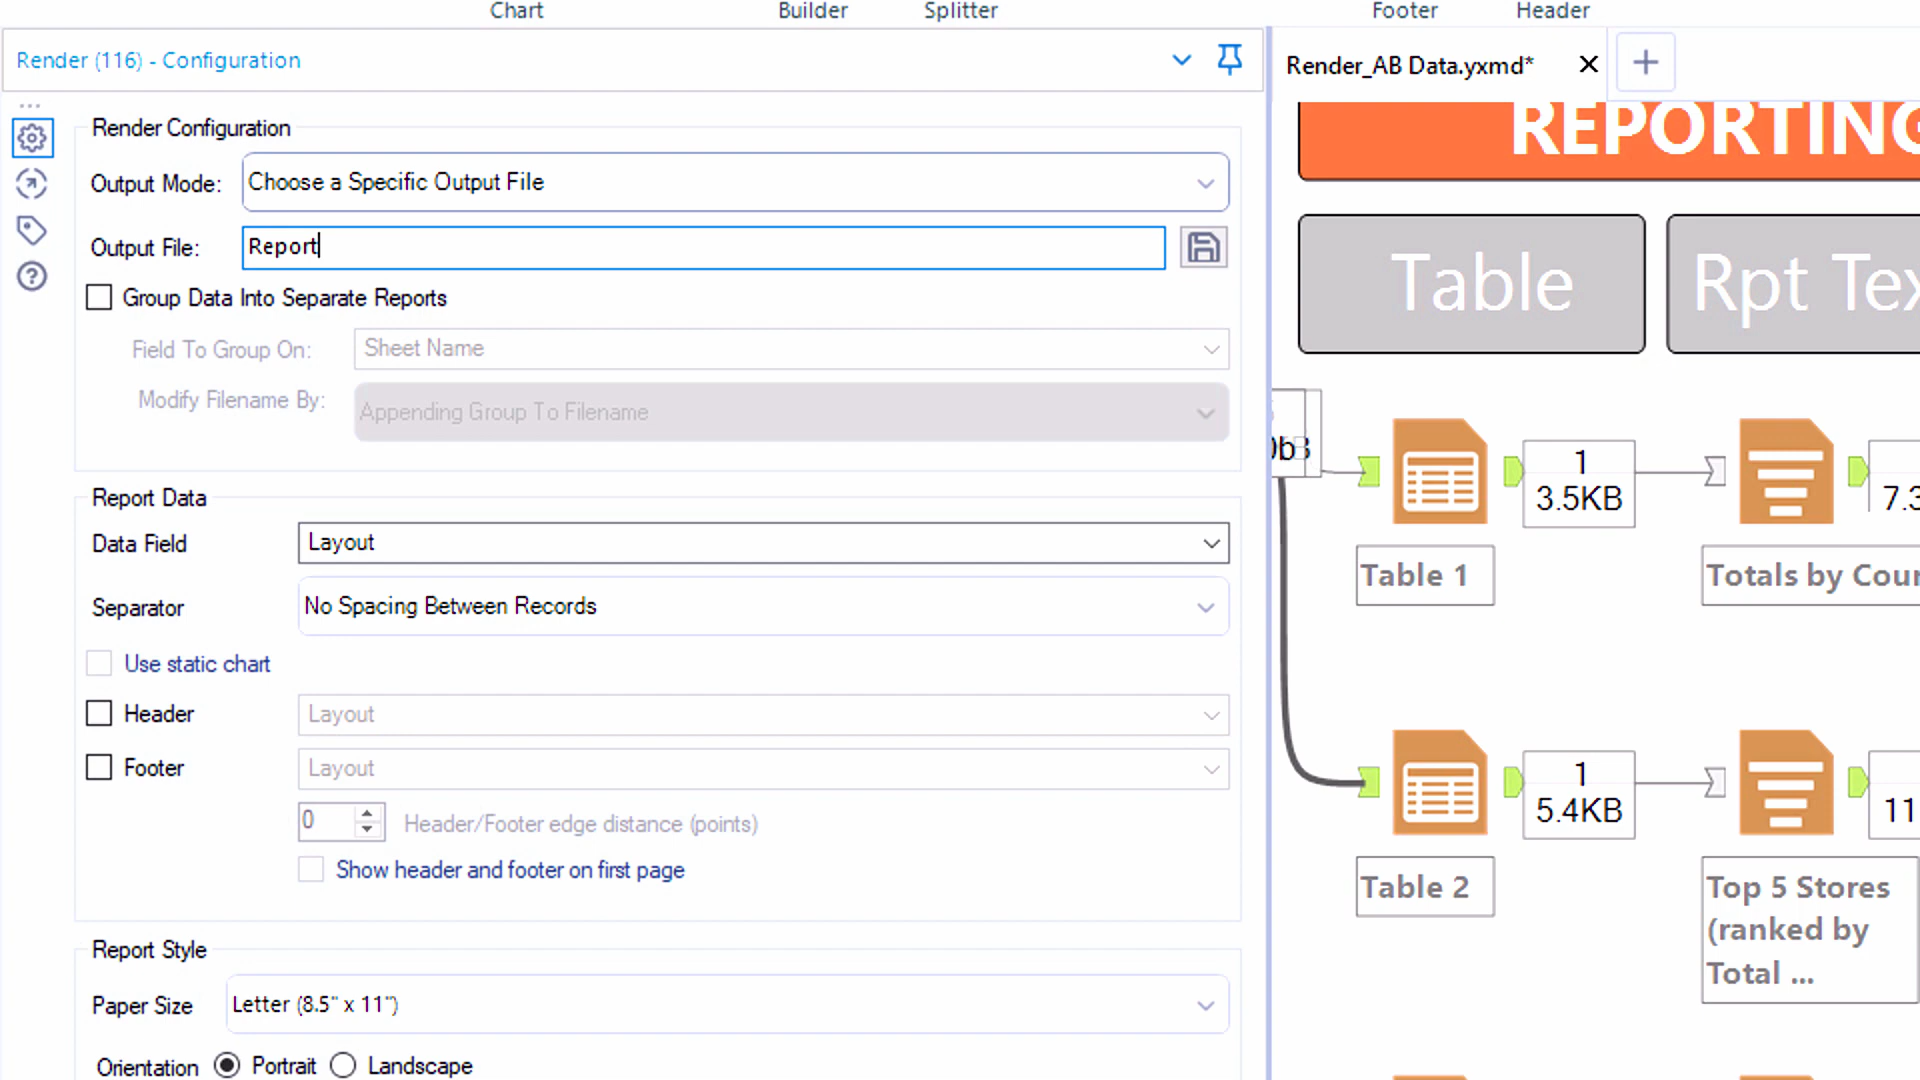 Chart
Builder
Splitter
Footer
Header
Render (116) - Configuration
Render_AB Data.yxmd*
Render Configuration
Output Mode:
Choose a Specific Output File
Output File:
Report
Group Data Into Separate Reports
Field To Group On:
Sheet Name
Modify Filename By:
Appending Group To Filename
Report Data
Data Field
Layout
Separator
No Spacing Between Records
Use static chart
Header
Layout
Footer
Layout
0
Header/Footer edge distance (points)
Show header and footer on first page
Report Style
Paper Size
Letter (8.5" x 11")
Orientation
Portrait
Landscape
REPORTING
Table
Rpt Tex
1
3.5KB
7.3
Table 1
Totals by Cour
1
5.4KB
11
Table 2
Top 5 Stores
(ranked by
Total ...